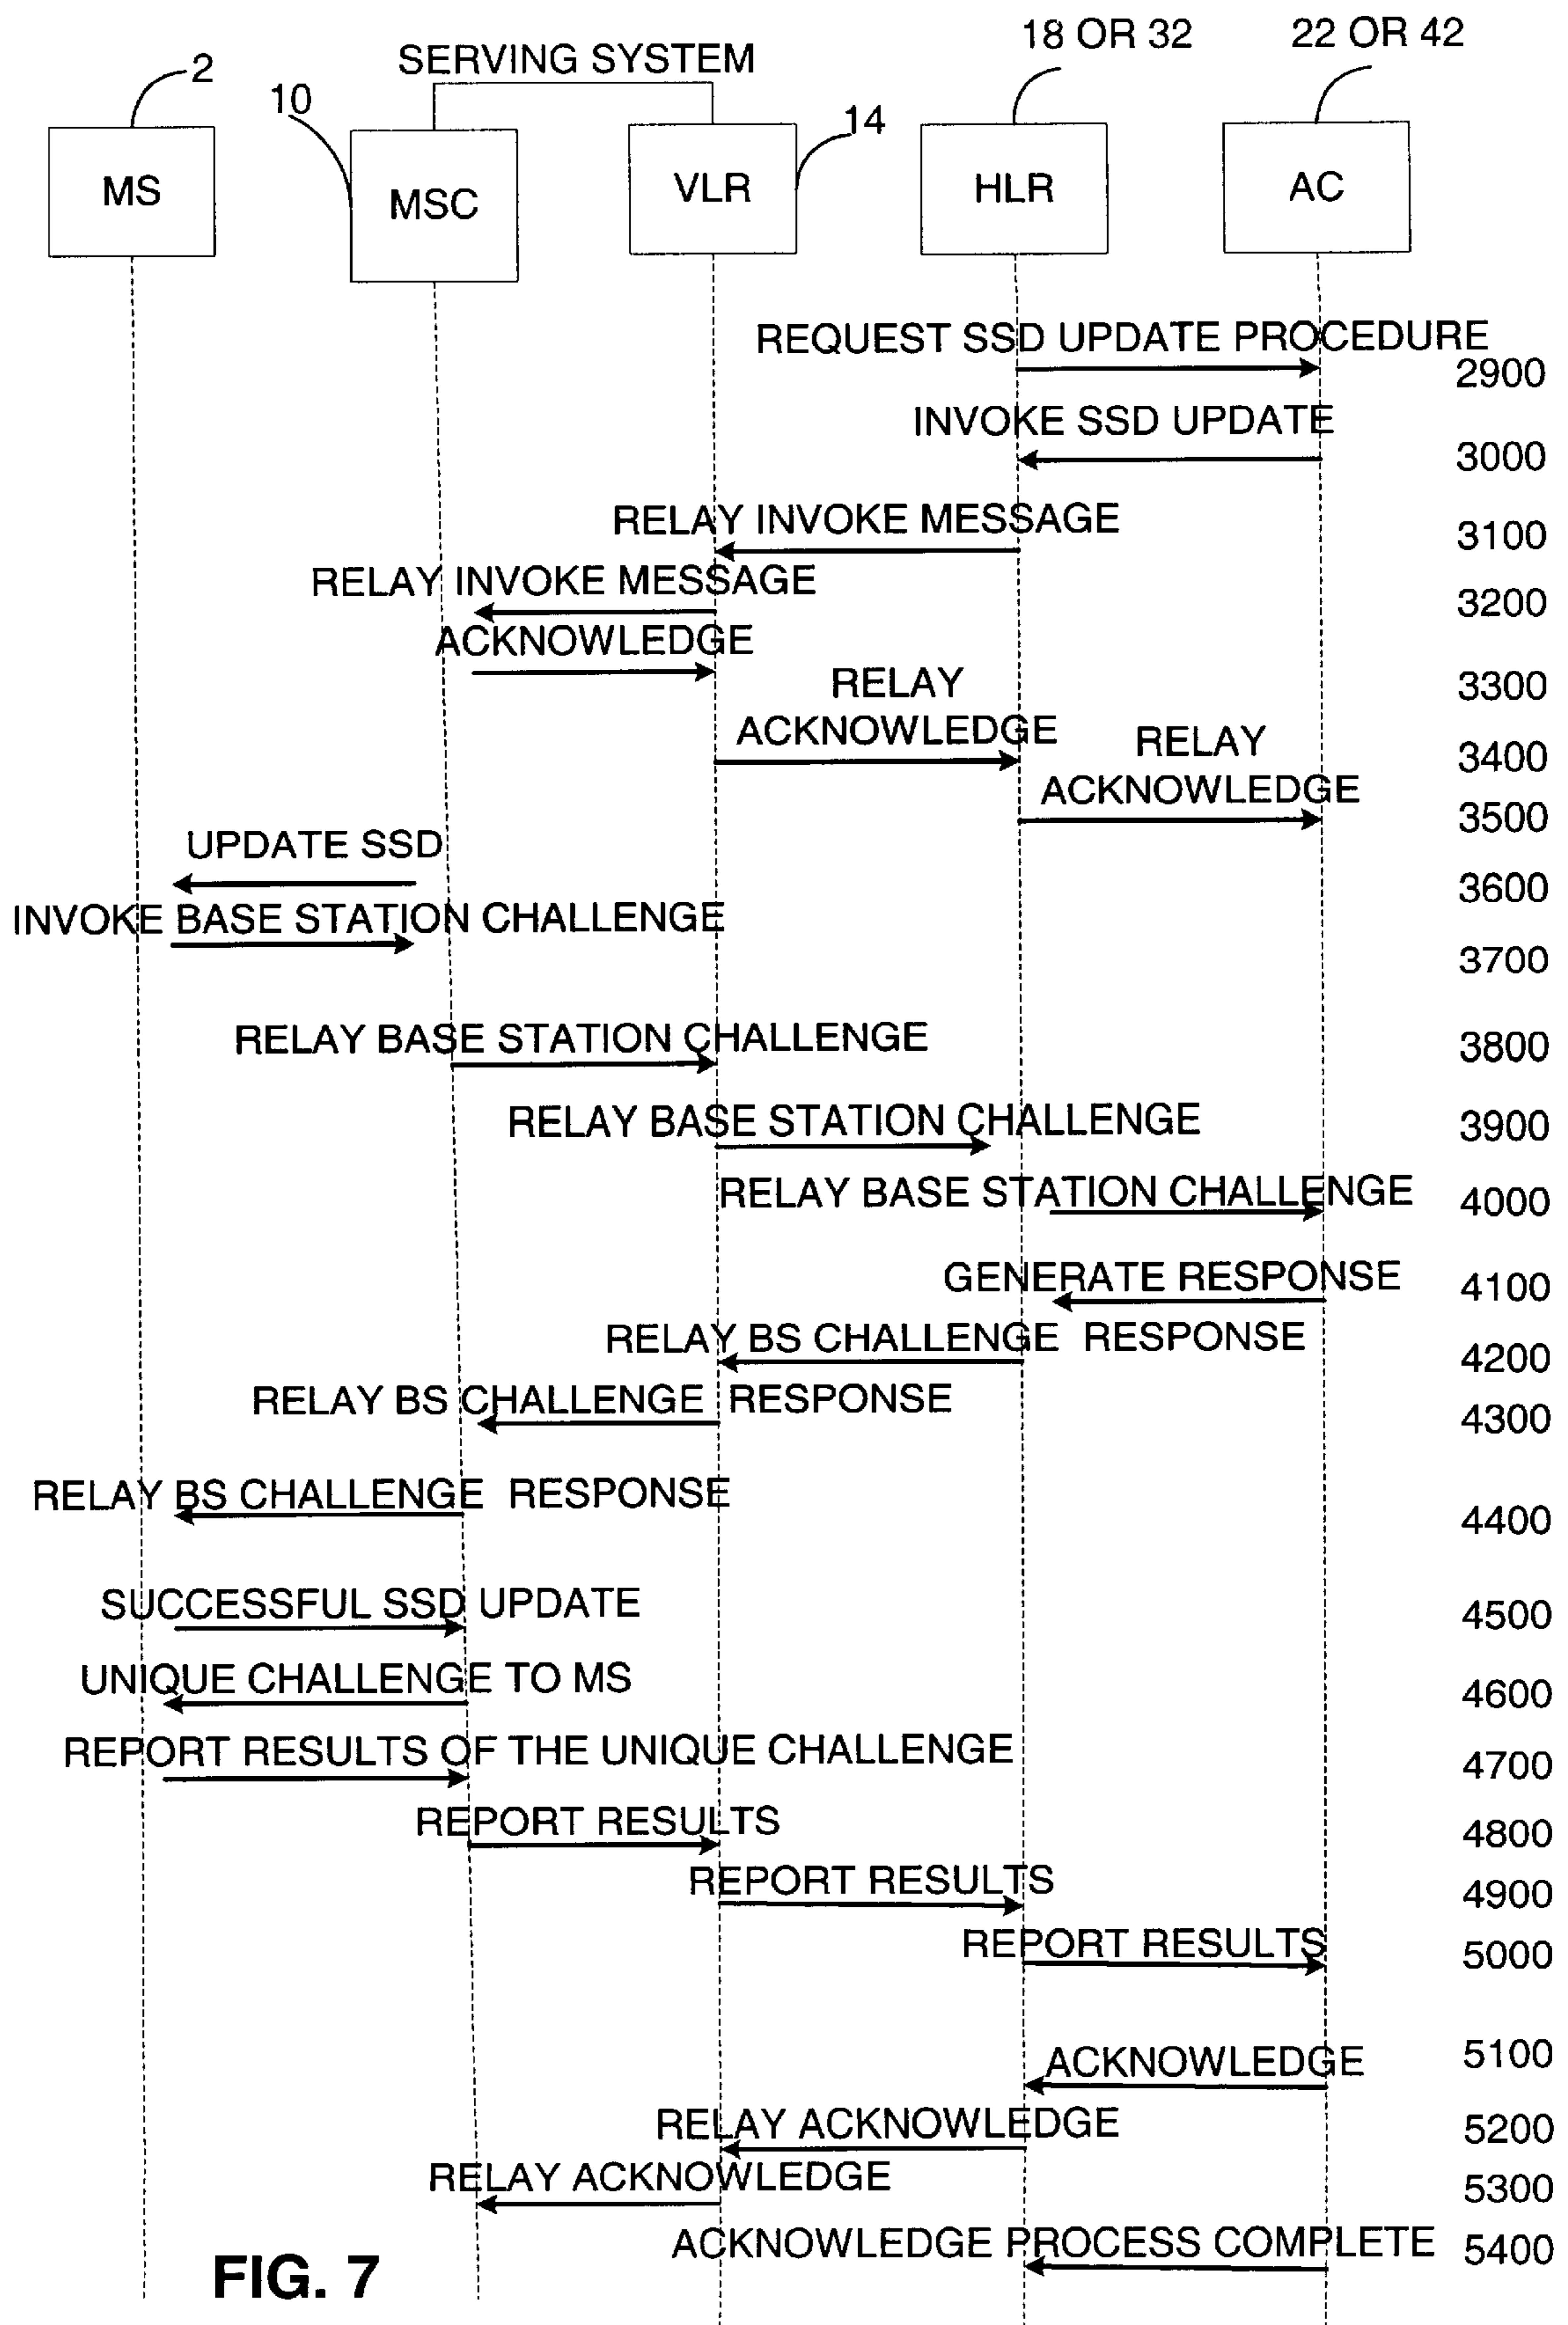 18 OR 32
22 OR 42
SERVING SYSTEM
2
10
14
MS
MSC
VLR
HLR
AC
REQUEST SSD UPDATE PROCEDURE
2900
INVOKE SSD UPDATE
3000
RELAY INVOKE MESSAGE
3100
RELAY INVOKE MESSAGE
3200
ACKNOWLEDGE
3300
RELAY
ACKNOWLEDGE
3400
RELAY
ACKNOWLEDGE
3500
UPDATE SSD
3600
INVOKE BASE STATION CHALLENGE
3700
RELAY BASE STATION CHALLENGE
3800
RELAY BASE STATION CHALLENGE
3900
RELAY BASE STATION CHALLENGE
4000
GENERATE RESPONSE
4100
RELAY BS CHALLENGE RESPONSE
4200
RELAY BS CHALLENGE RESPONSE
4300
RELAY BS CHALLENGE RESPONSE
4400
SUCCESSFUL SSD UPDATE
4500
UNIQUE CHALLENGE TO MS
4600
REPORT RESULTS OF THE UNIQUE CHALLENGE
4700
REPORT RESULTS
4800
REPORT RESULTS
4900
REPORT RESULTS
5000
ACKNOWLEDGE
5100
RELAY ACKNOWLEDGE
5200
RELAY ACKNOWLEDGE
5300
ACKNOWLEDGE PROCESS COMPLETE
5400
FIG. 7